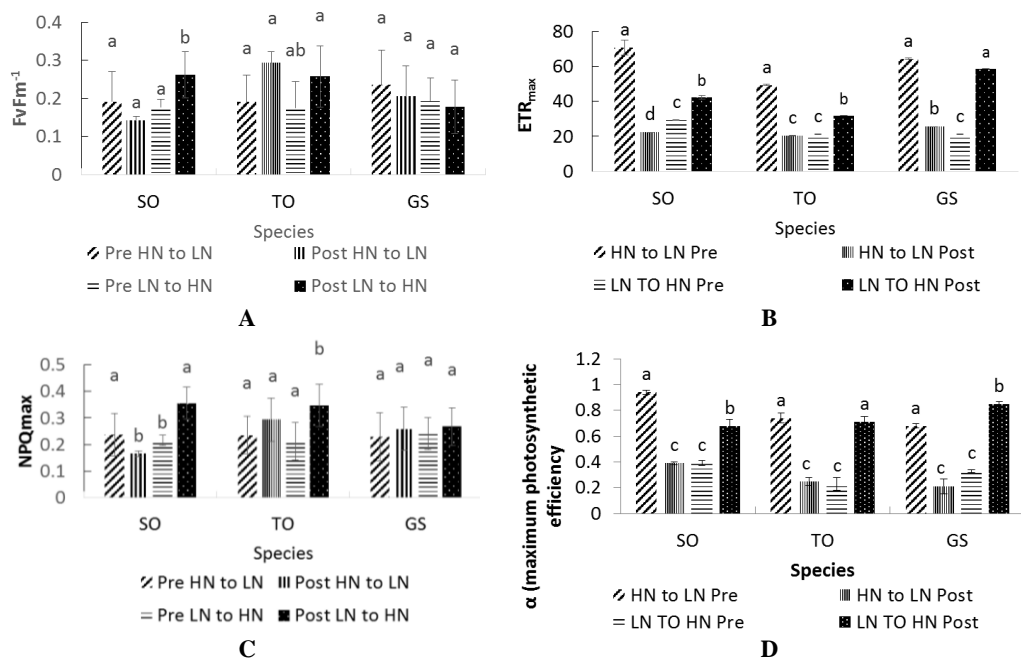 FvFm⁻¹
0.4
0.3
0.2
0.1
0
a a a b
a a ab a
a a a a
SO TO GS
Species
Pre HN to LN Post HN to LN
Pre LN to HN Post LN to HN
A
ETRmax
80
60
40
20
0
a d c b
a c c b
a b c a
SO TO GS
Species
HN to LN Pre HN to LN Post
LN TO HN Pre LN TO HN Post
B
NPQmax
0.5
0.4
0.3
0.2
0.1
0
a b b a
a a a b
a a a a
SO TO GS
Species
Pre HN to LN Post HN to LN
Pre LN to HN Post LN to HN
C
α (maximum photosynthetic
efficiency
1.2
1
0.8
0.6
0.4
0.2
0
a c c b
a c c a
a c c b
SO TO GS
Species
HN to LN Pre HN to LN Post
LN TO HN Pre LN TO HN Post
D